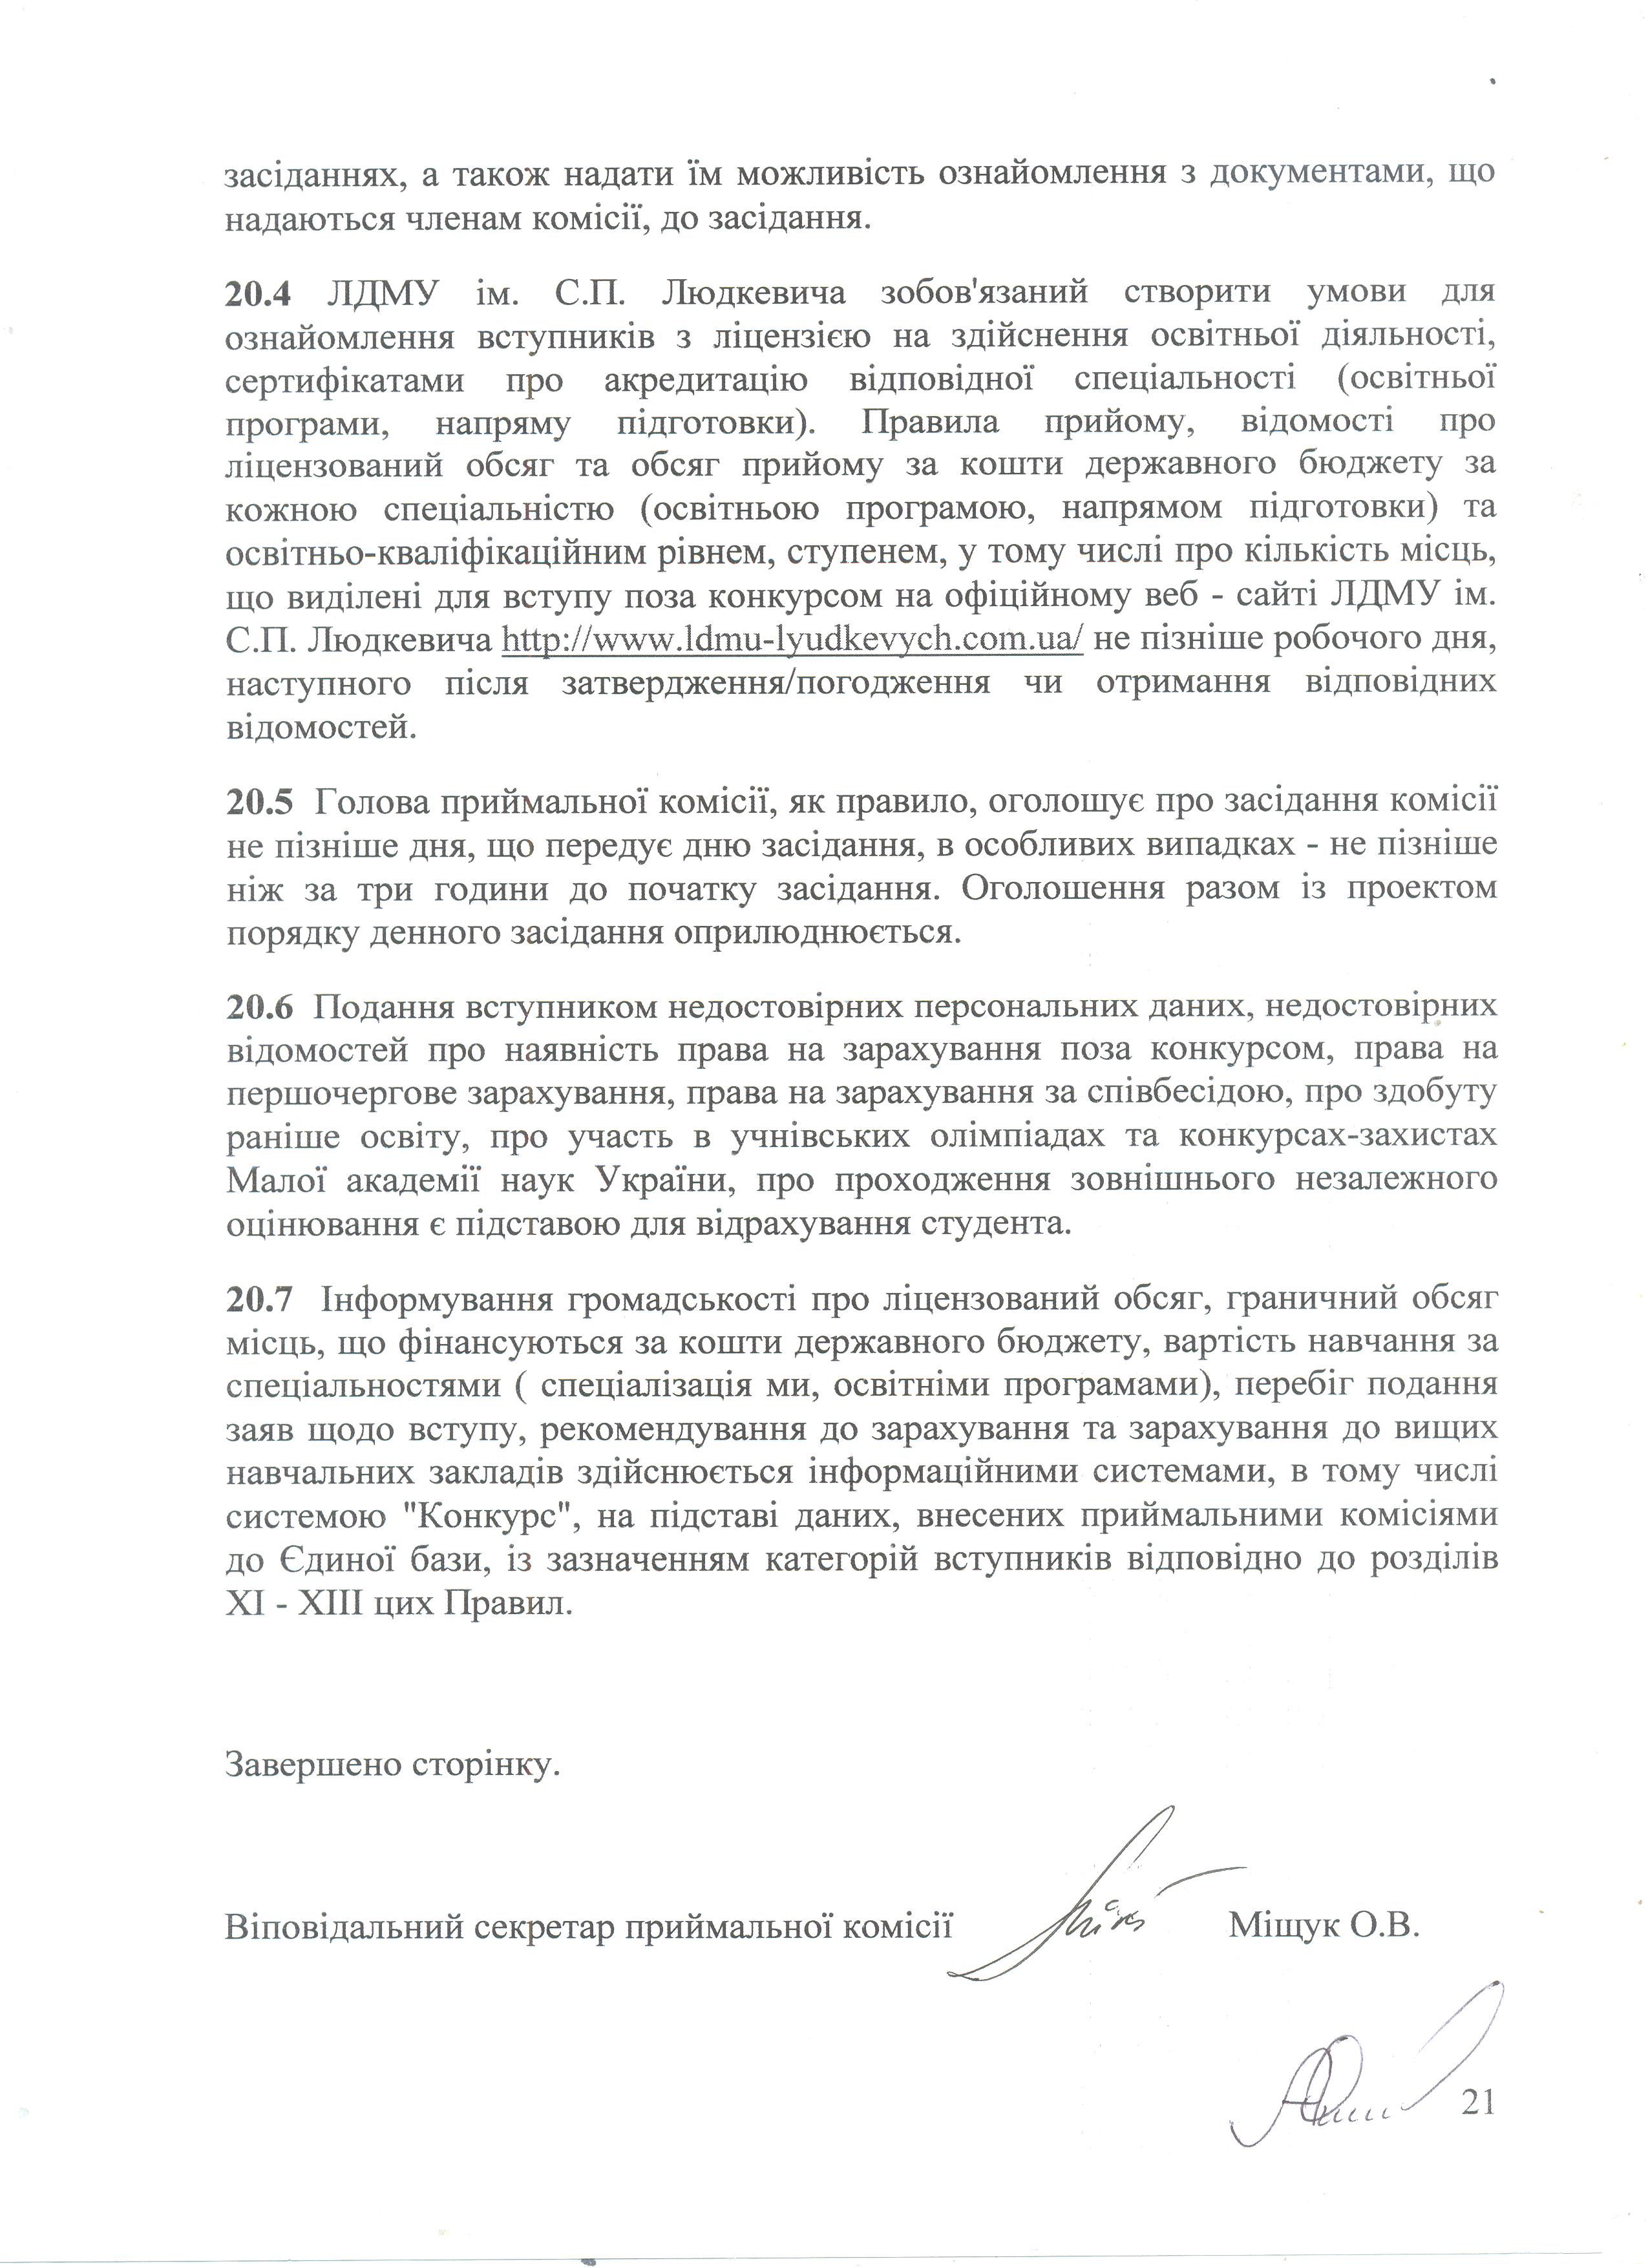 засіданнях, а також надати їм можливість ознайомлення з документами, що
надаються членам комісії, до засідання.
20.4 ЛДМУ ім. С.П. Людкевича зобов'язаний створити умови для
ознайомлення вступників з ліцензією на здійснення освітньої діяльності,
сертифікатами про акредитацію відповідної спеціальності (освітньої
програми, напряму підготовки). Правила прийому, відомості про
ліцензований обсяг та обсяг прийому за кошти державного бюджету за
кожною спеціальністю (освітньою програмою, напрямом підготовки) та
освітньо-кваліфікаційним рівнем, ступенем, у тому числі про кількість місць,
що виділені для вступу поза конкурсом на офіційному веб - сайті ЛДМУ ім.
С.П. Людкевича http://www.ldmu-lyudkevych.com.ua/ не пізніше робочого дня,
наступного після затвердження/погодження чи отримання відповідних
відомостей.
20.5 Голова приймальної комісії, як правило, оголошує про засідання комісії
не пізніше дня, що передує дню засідання, в особливих випадках - не пізніше
ніж за три години до початку засідання. Оголошення разом із проектом
порядку денного засідання оприлюднюється.
20.6 Подання вступником недостовірних персональних даних, недостовірних
відомостей про наявність права на зарахування поза конкурсом, права на
першочергове зарахування, права на зарахування за співбесідою, про здобуту
раніше освіту, про участь в учнівських олімпіадах та конкурсах-захистах
Малої академії наук України, про проходження зовнішнього незалежного
оцінювання є підставою для відрахування студента.
20.7 Інформування громадськості про ліцензований обсяг, граничний обсяг
місць, що фінансуються за кошти державного бюджету, вартість навчання за
спеціальностями ( спеціалізація ми, освітніми програмами), перебіг подання
заяв щодо вступу, рекомендування до зарахування та зарахування до вищих
навчальних закладів здійснюється інформаційними системами, в тому числі
системою "Конкурс", на підставі даних, внесених приймальними комісіями
до Єдиної бази, із зазначенням категорій вступників відповідно до розділів
XI - XIII цих Правил.
Завершено сторінку.
Віповідальний секретар приймальної комісії Міщук О.В.
21